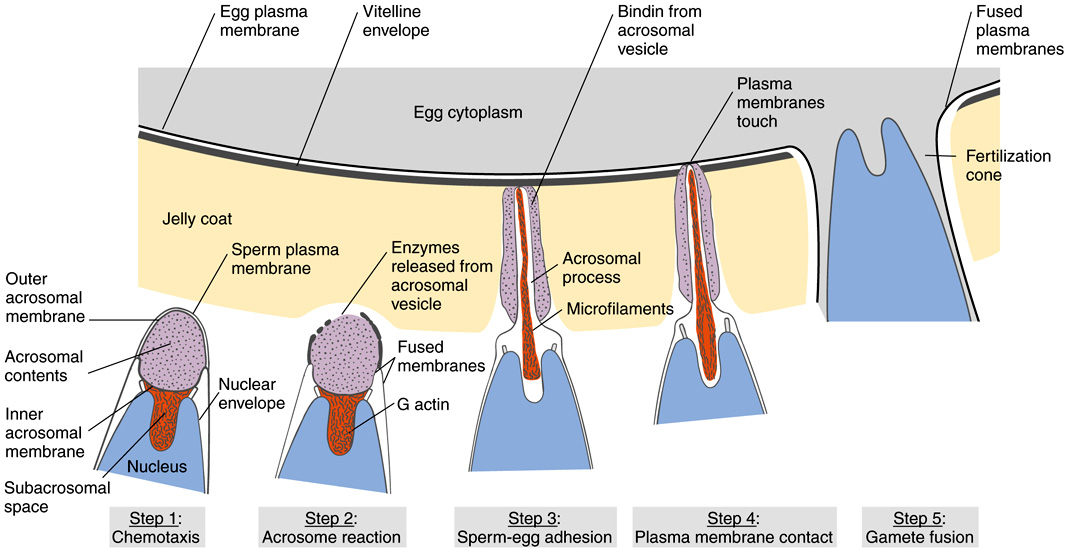 Egg plasma
membrane
Vitelline
envelope
Bindin from
acrosomal
vesicle
Fused
plasma
membranes
Plasma
membranes
touch
Egg cytoplasm
Fertilization
cone
Jelly coat
Sperm plasma
membrane
Enzymes
released from
acrosomal
vesicle
Acrosomal
process
Microfilaments
Outer
acrosomal
membrane
Acrosomal
contents
Nuclear
envelope
Fused
membranes
G actin
Inner
acrosomal
membrane
Nucleus
Subacrosomal
space
Step 1:
Chemotaxis
Step 2:
Acrosome reaction
Step 3:
Sperm-egg adhesion
Step 4:
Plasma membrane contact
Step 5:
Gamete fusion